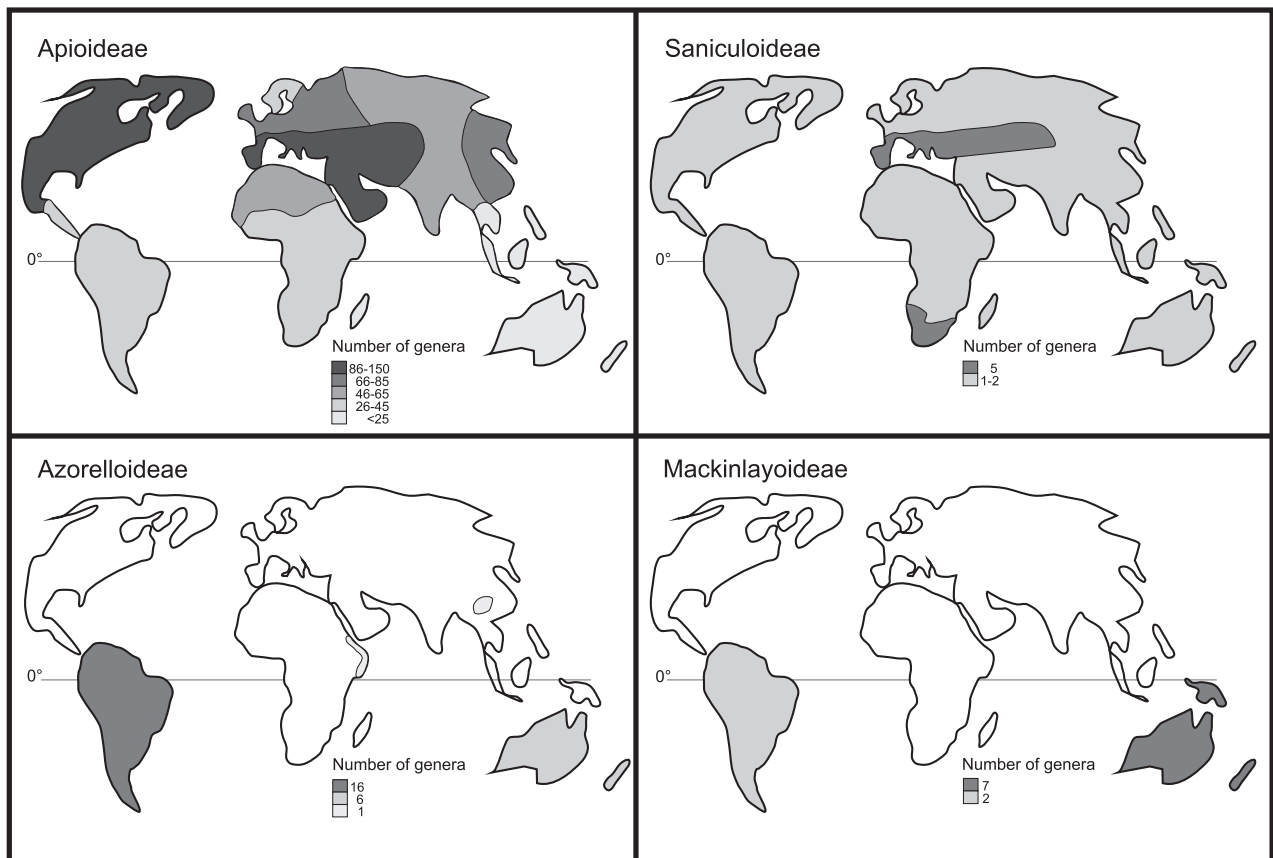 Apioideae
0°
Number of genera
86-150
66-85
46-65
26-45
<25
Saniculoideae
0°
Number of genera
5
1-2
Azorelloideae
0°
Number of genera
16
6
1
Mackinlayoideae
0°
Number of genera
7
2